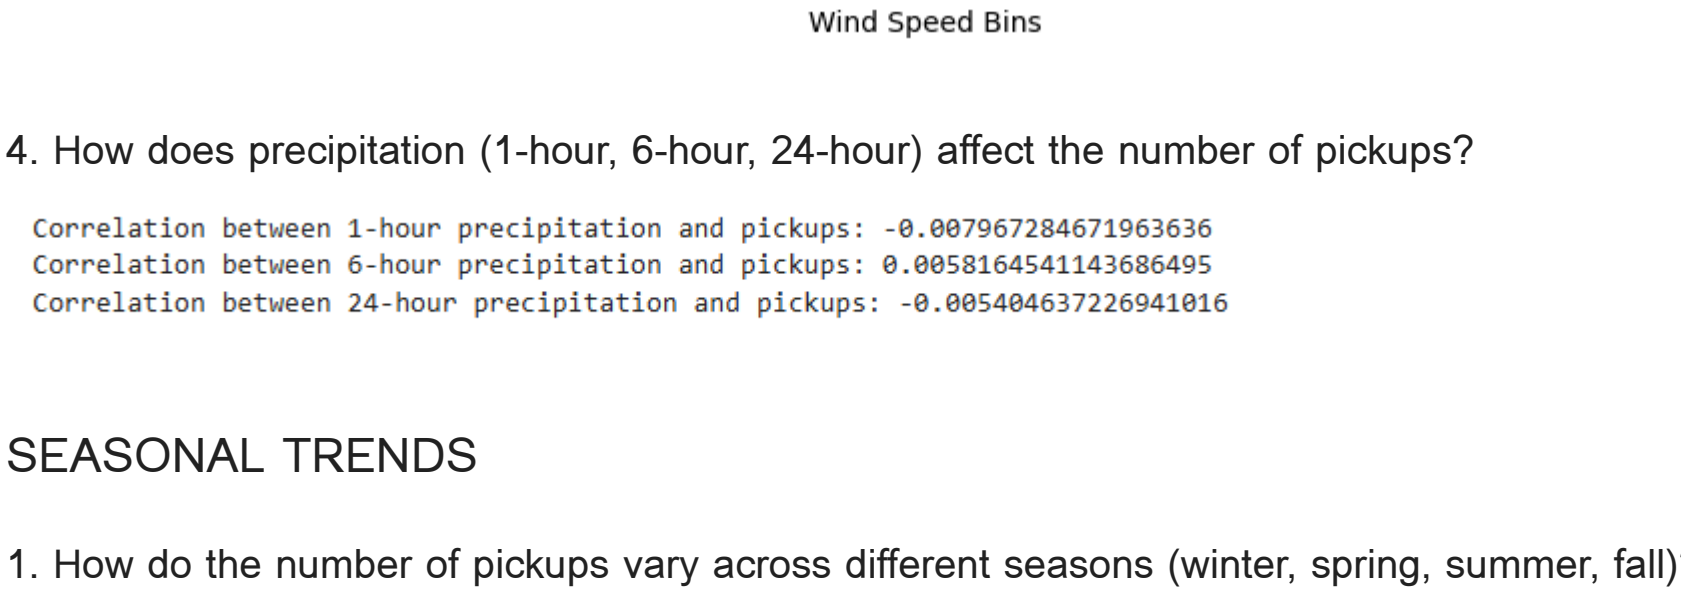 Wind Speed Bins
4. How does precipitation (1-hour, 6-hour, 24-hour) affect the number of pickups?
Correlation between 1-hour precipitation and pickups: -0.007967284671963636
Correlation between 6-hour precipitation and pickups: 0.0058164541143686495
Correlation between 24-hour precipitation and pickups: -0.005404637226941016
SEASONAL TRENDS
1. How do the number of pickups vary across different seasons (winter, spring, summer, fall)?